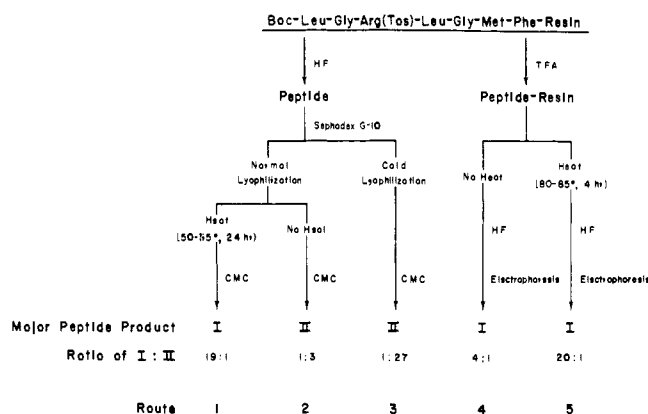 Boc-Leu-Gly-Arg(Tos)-Leu-Gly-Met-Phe-Resin
HF
TFA
Peptide
Peptide-Resin
Sephadex G-10
Normal
Lyophilization
Cold
Lyophilization
No Heat
Heat
(80-85°, 4 hr)
Heat
(50-55°, 24 hr)
No Heat
HF
HF
CMC
CMC
CMC
Electrophoresis
Electrophoresis
Major Peptide Product I II II I I
Ratio of I : II 19:1 1:3 1:27 4:1 20:1
Route 1 2 3 4 5